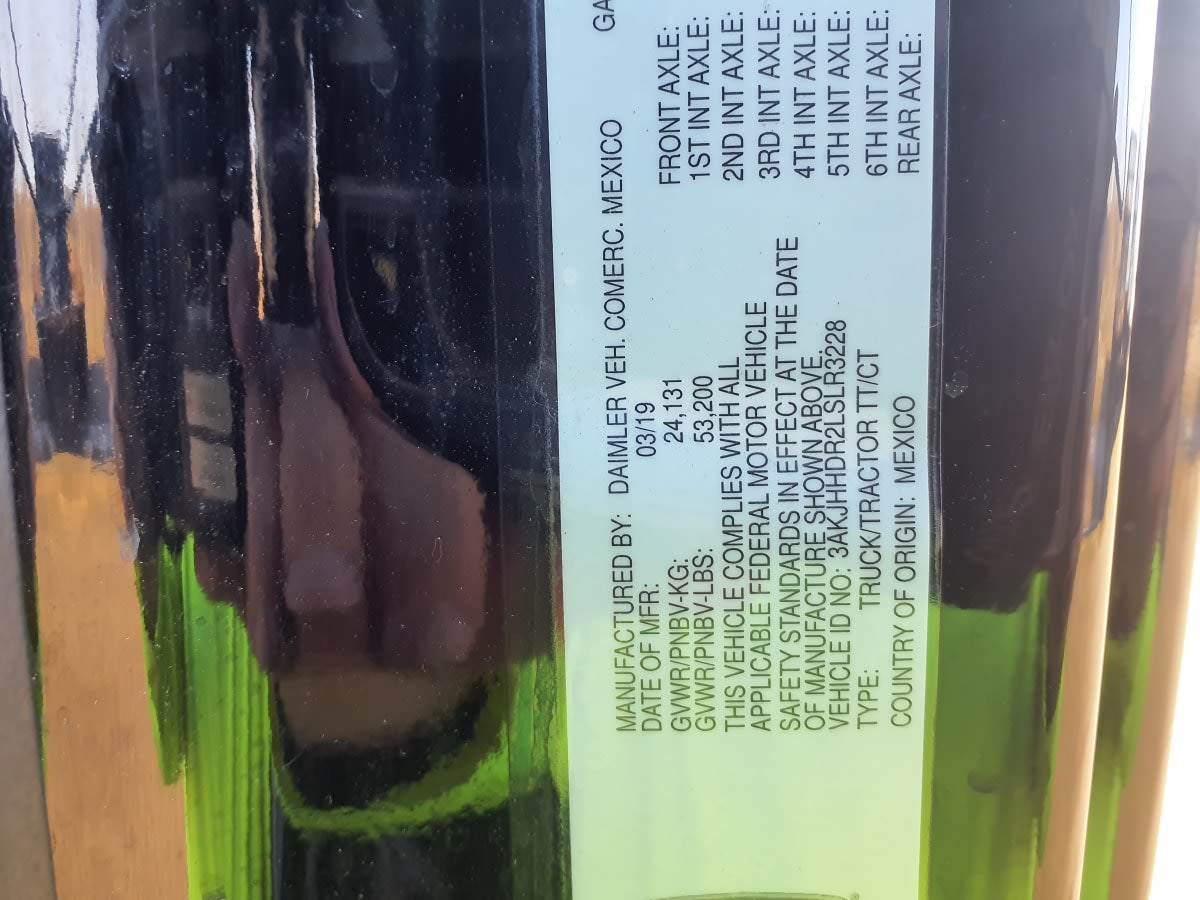 GA
MANUFACTURED BY: DAIMLER VEH. COMERC. MEXICO
DATE OF MFR: 03/19
GVWR/PNBV-KG: 24,131
GVWR/PNBV-LBS: 53,200
THIS VEHICLE COMPLIES WITH ALL
APPLICABLE FEDERAL MOTOR VEHICLE
SAFETY STANDARDS IN EFFECT AT THE DATE
OF MANUFACTURE SHOWN ABOVE.
VEHICLE ID NO: 3AKJHHDR2LSLR3228
TYPE: TRUCK/TRACTOR TT/CT
COUNTRY OF ORIGIN: MEXICO
FRONT AXLE:
1ST INT AXLE:
2ND INT AXLE:
3RD INT AXLE:
4TH INT AXLE:
5TH INT AXLE:
6TH INT AXLE:
REAR AXLE: